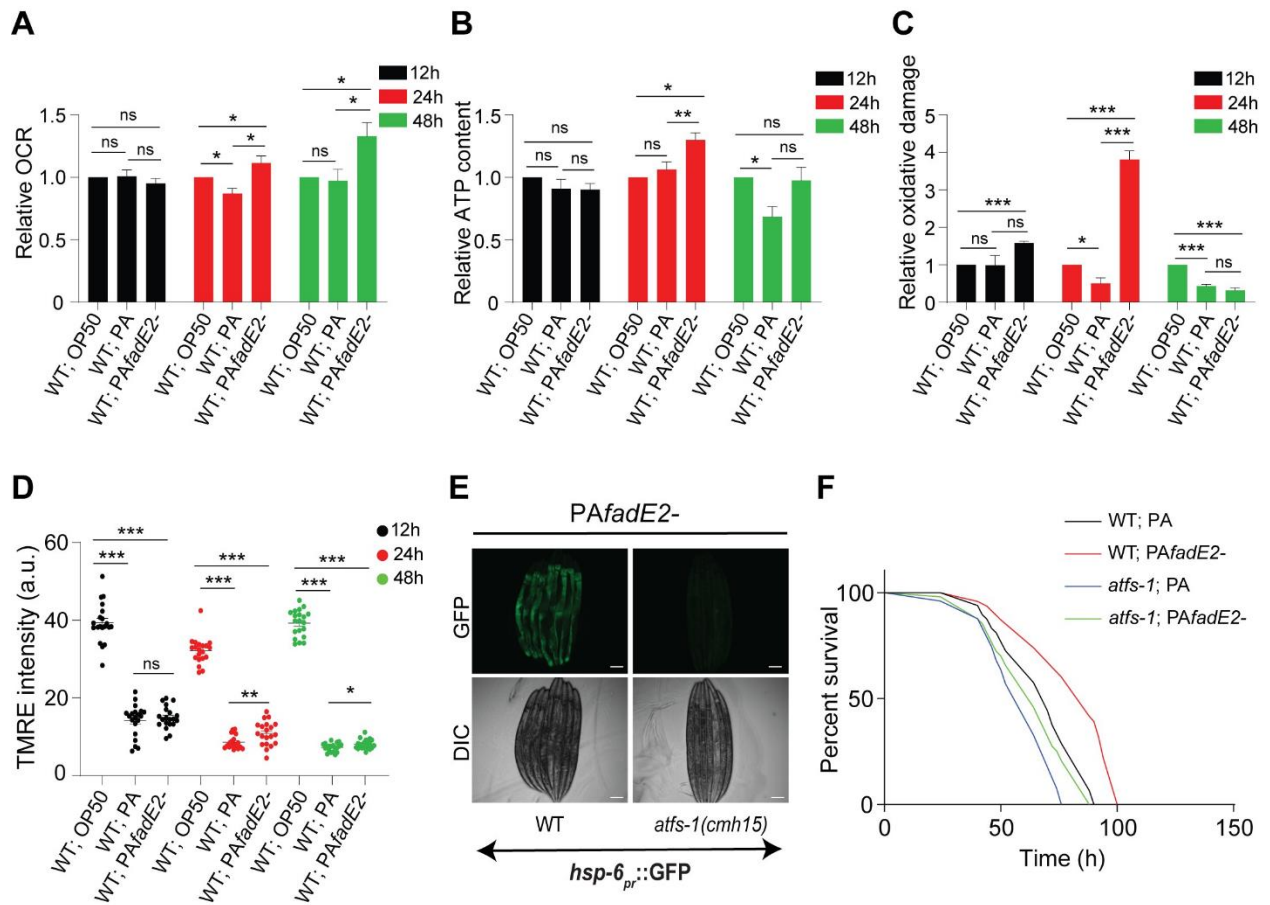 A
12h
24h
48h
Relative OCR
1.5
1.0
0.5
0
ns
ns
ns
*
*
*
*
ns
*
WT; OP50
WT; PA
WT; PAfadE2-
WT; OP50
WT; PA
WT; PAfadE2-
WT; OP50
WT; PA
WT; PAfadE2-
B
12h
24h
48h
Relative ATP content
1.5
1.0
0.5
0
ns
ns
ns
*
ns
**
ns
*
ns
WT; OP50
WT; PA
WT; PAfadE2-
WT; OP50
WT; PA
WT; PAfadE2-
WT; OP50
WT; PA
WT; PAfadE2-
C
12h
24h
48h
Relative oxidative damage
5
4
3
2
1
0
***
ns
ns
***
*
***
***
***
ns
WT; OP50
WT; PA
WT; PAfadE2-
WT; OP50
WT; PA
WT; PAfadE2-
WT; OP50
WT; PA
WT; PAfadE2-
D
12h
24h
48h
TMRE intensity (a.u.)
60
40
20
0
***
***
ns
***
***
**
***
***
*
WT; OP50
WT; PA
WT; PAfadE2-
WT; OP50
WT; PA
WT; PAfadE2-
WT; OP50
WT; PA
WT; PAfadE2-
E
PAfadE2-
GFP
DIC
WT
atfs-1(cmh15)
hsp-6pr::GFP
F
WT; PA
WT; PAfadE2-
atfs-1; PA
atfs-1; PAfadE2-
Percent survival
100
50
0
0
50
100
150
Time (h)